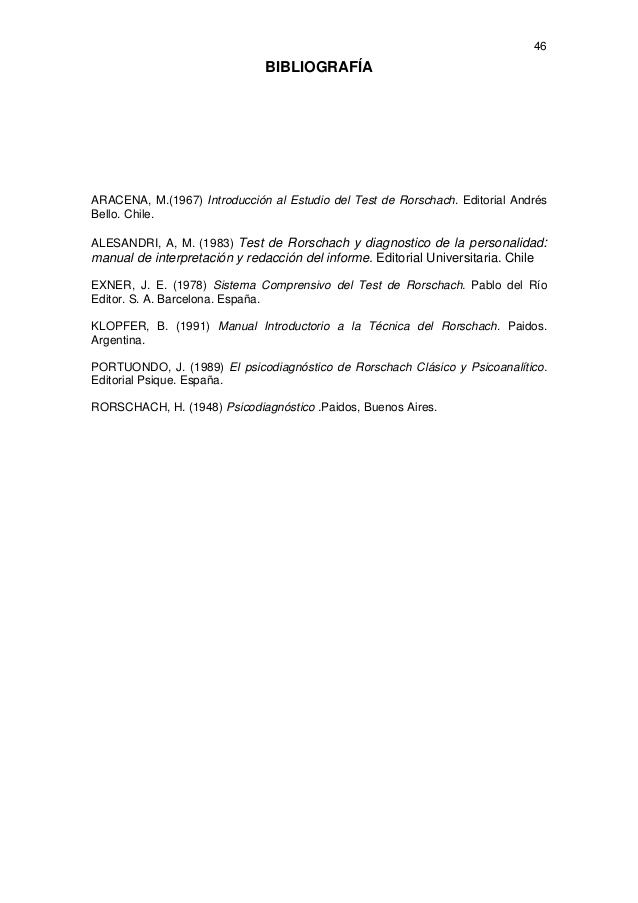 46
BIBLIOGRAFÍA
ARACENA, M.(1967) Introducción al Estudio del Test de Rorschach. Editorial Andrés
Bello. Chile.
ALESANDRI, A, M. (1983) Test de Rorschach y diagnostico de la personalidad:
manual de interpretación y redacción del informe. Editorial Universitaria. Chile
EXNER, J. E. (1978) Sistema Comprensivo del Test de Rorschach. Pablo del Río
Editor. S. A. Barcelona. España.
KLOPFER, B. (1991) Manual Introductorio a la Técnica del Rorschach. Paidos.
Argentina.
PORTUONDO, J. (1989) El psicodiagnóstico de Rorschach Clásico y Psicoanalítico.
Editorial Psique. España.
RORSCHACH, H. (1948) Psicodiagnóstico .Paidos, Buenos Aires.